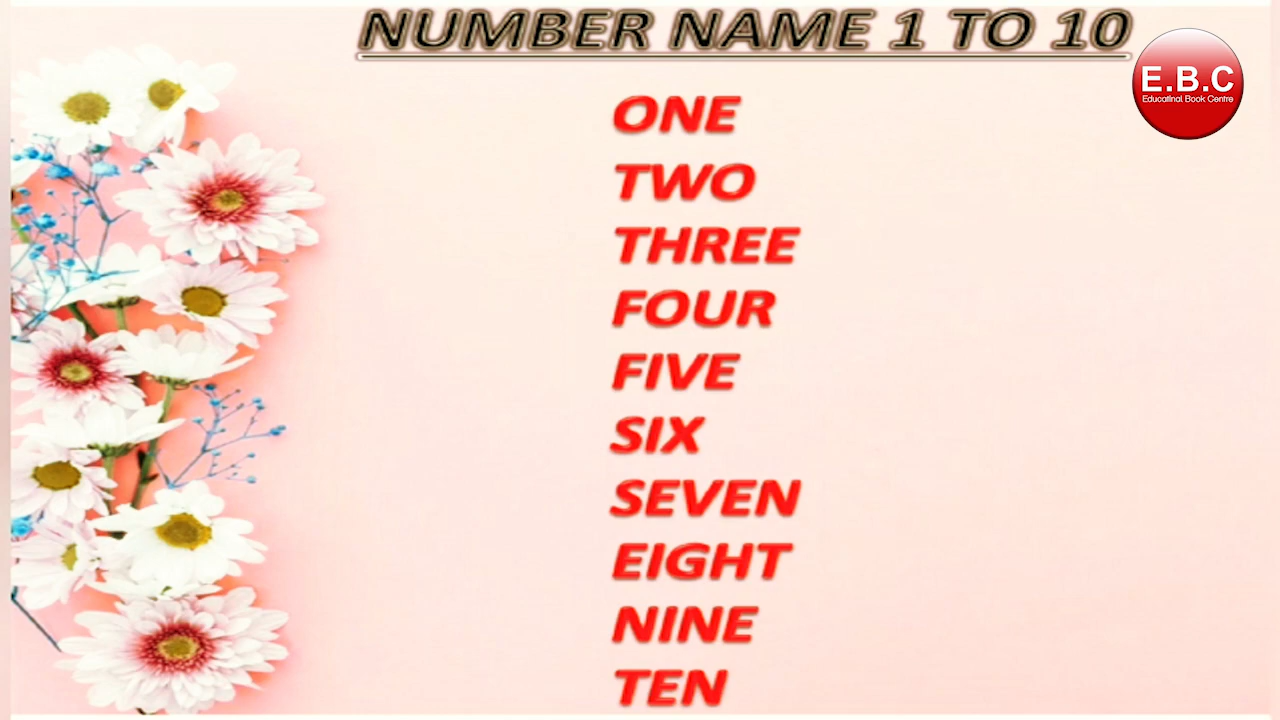 NUMBER NAME 1 TO 10
E.B.C
Educatinal Book Centre
ONE
TWO
THREE
FOUR
FIVE
SIX
SEVEN
EIGHT
NINE
TEN